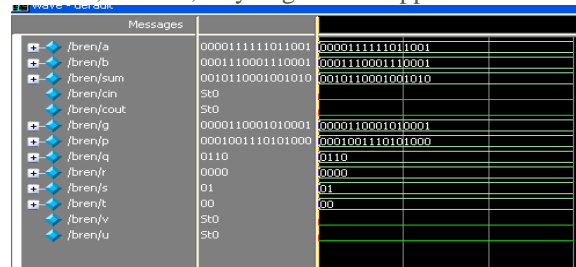 wave - default
Messages
/bren/a 0000111111011001 0000111111011001
/bren/b 0001110001110001 0001110001110001
/bren/sum 0010110001001010 0010110001001010
/bren/cin St0
/bren/cout St0
/bren/g 0000110001010001 0000110001010001
/bren/p 0001001110101000 0001001110101000
/bren/q 0110 0110
/bren/r 0000 0000
/bren/s 01 01
/bren/t 00 00
/bren/v St0
/bren/u St0